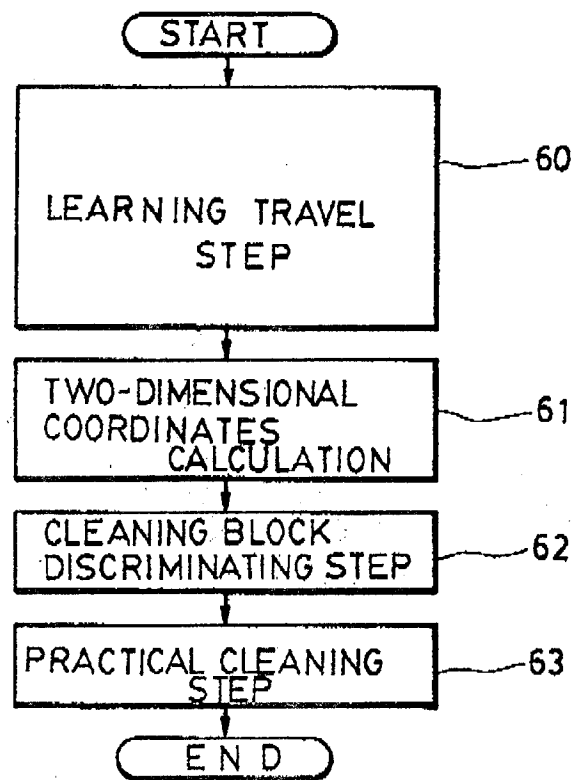 START
60
LEARNING TRAVEL
STEP
TWO-DIMENSIONAL
COORDINATES
CALCULATION
61
CLEANING BLOCK
DISCRIMINATING STEP
62
PRACTICAL CLEANING
STEP
63
END